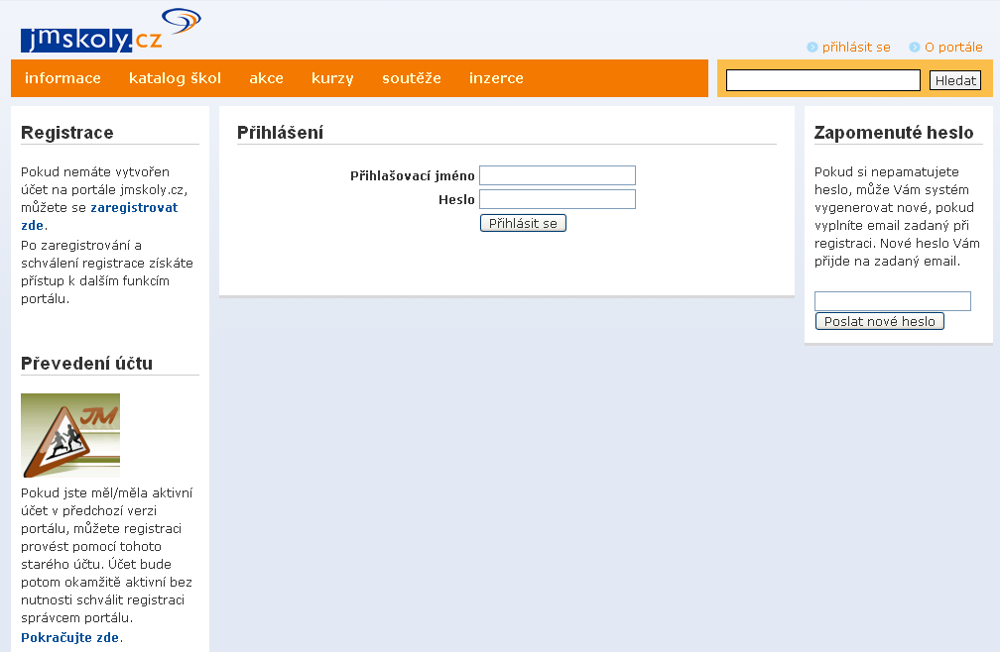 jmskoly.cz
přihlásit se
O portále
informace
katalog škol
akce
kurzy
soutěže
inzerce
Hledat
Registrace
Pokud nemáte vytvořen
účet na portále jmskoly.cz,
můžete se zaregistrovat
zde.
Po zaregistrování a
schválení registrace získáte
přístup k dalším funkcím
portálu.
Převedení účtu
JM
Pokud jste měl/měla aktivní
účet v předchozí verzi
portálu, můžete registraci
provést pomocí tohoto
starého účtu. Účet bude
potom okamžitě aktivní bez
nutnosti schválit registraci
správcem portálu.
Pokračujte zde.
Přihlášení
Přihlašovací jméno
Heslo
Přihlásit se
Zapomenuté heslo
Pokud si nepamatujete
heslo, může Vám systém
vygenerovat nové, pokud
vyplníte email zadaný při
registraci. Nové heslo Vám
přijde na zadaný email.
Poslat nové heslo